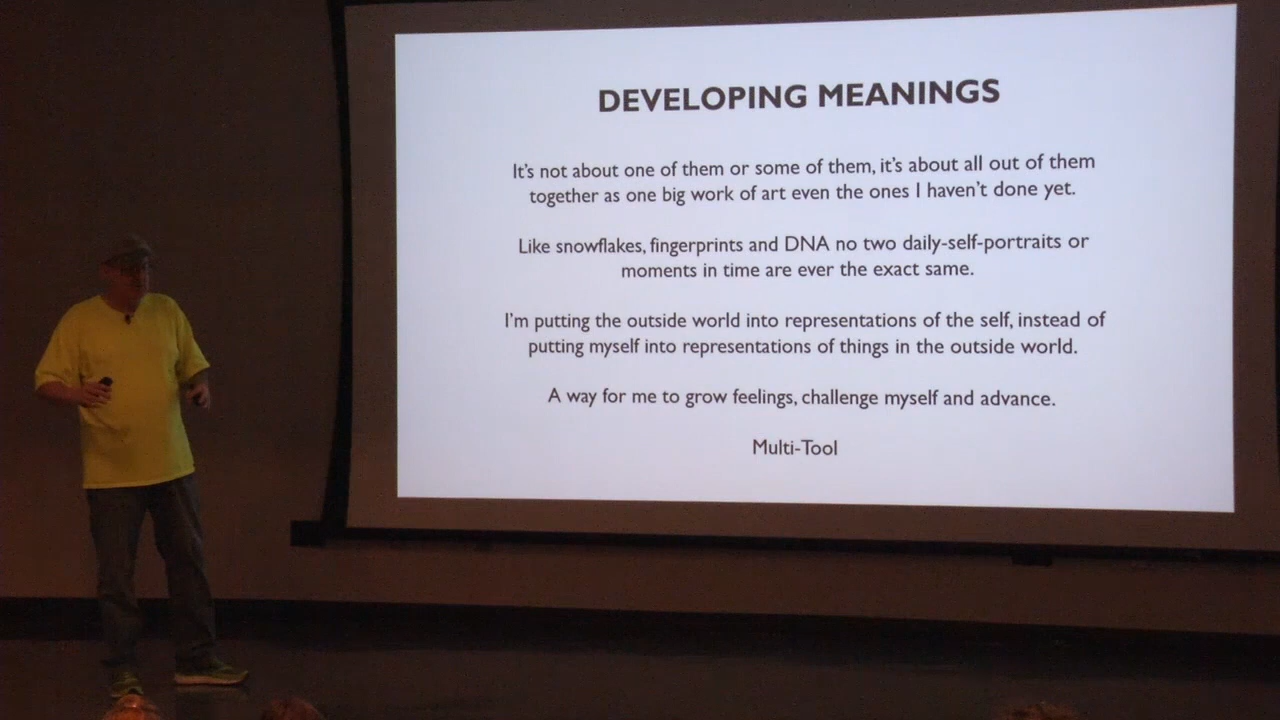 DEVELOPING MEANINGS
It's not about one of them or some of them, it's about all out of them
together as one big work of art even the ones I haven't done yet.
Like snowflakes, fingerprints and DNA no two daily-self-portraits or
moments in time are ever the exact same.
I'm putting the outside world into representations of the self, instead of
putting myself into representations of things in the outside world.
A way for me to grow feelings, challenge myself and advance.
Multi-Tool